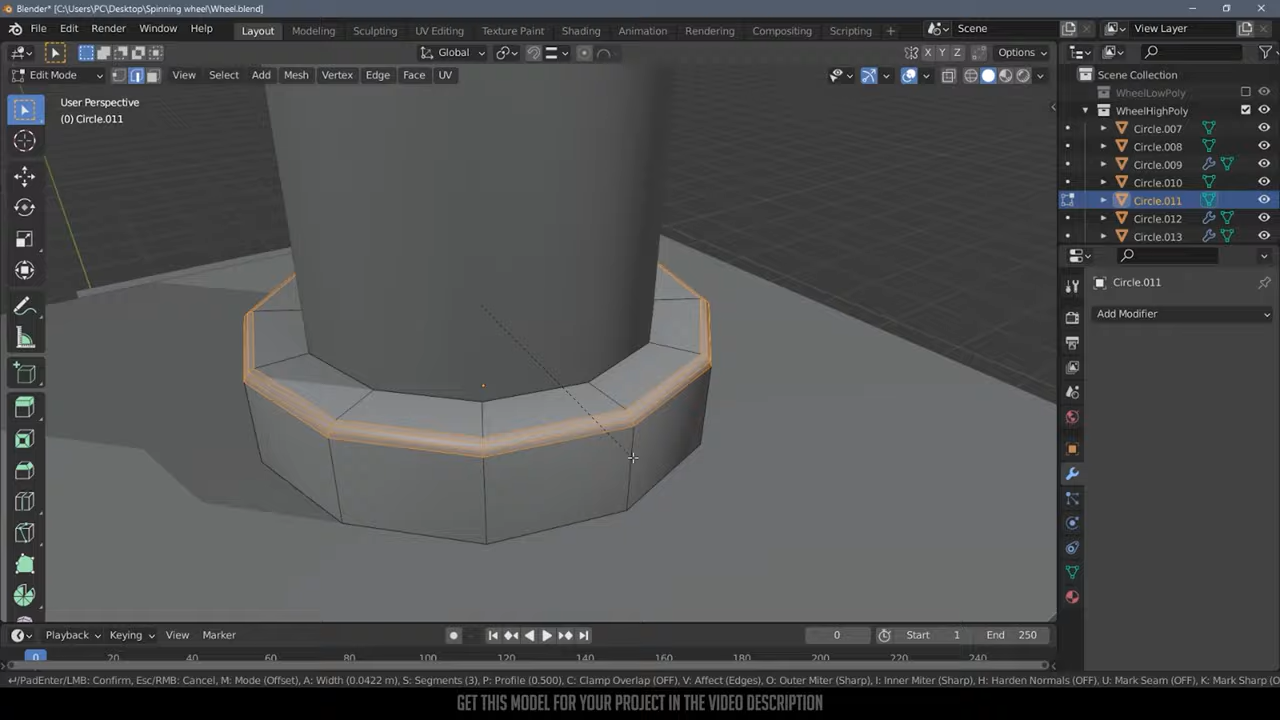 Blender* [C:\Users\PC\Desktop\Spinning wheel\Wheel.blend]
File Edit Render Window Help Layout Modeling Sculpting UV Editing Texture Paint Shading Animation Rendering Compositing Scripting + Scene View Layer
Global X Y Z Options
Edit Mode View Select Add Mesh Vertex Edge Face UV
User Perspective
(0) Circle.011
Scene Collection
WheelLowPoly
WheelHighPoly
Circle.007
Circle.008
Circle.009
Circle.010
Circle.011
Circle.012
Circle.013
Circle.011
Add Modifier
Playback Keying View Marker 0 Start 1 End 250
0 20 40 60 80 100 120 140 160 180 200 220 240
/PadEnter/LMB: Confirm, Esc/RMB: Cancel, M: Mode (Offset), A: Width (0.0422 m), S: Segments (3), P: Profile (0.500), C: Clamp Overlap (OFF), V: Affect (Edges), O: Outer Miter (Sharp), I: Inner Miter (Sharp), H: Harden Normals (OFF), U: Mark Seam (OFF), K: Mark Sharp (O
GET THIS MODEL FOR YOUR PROJECT IN THE VIDEO DESCRIPTION